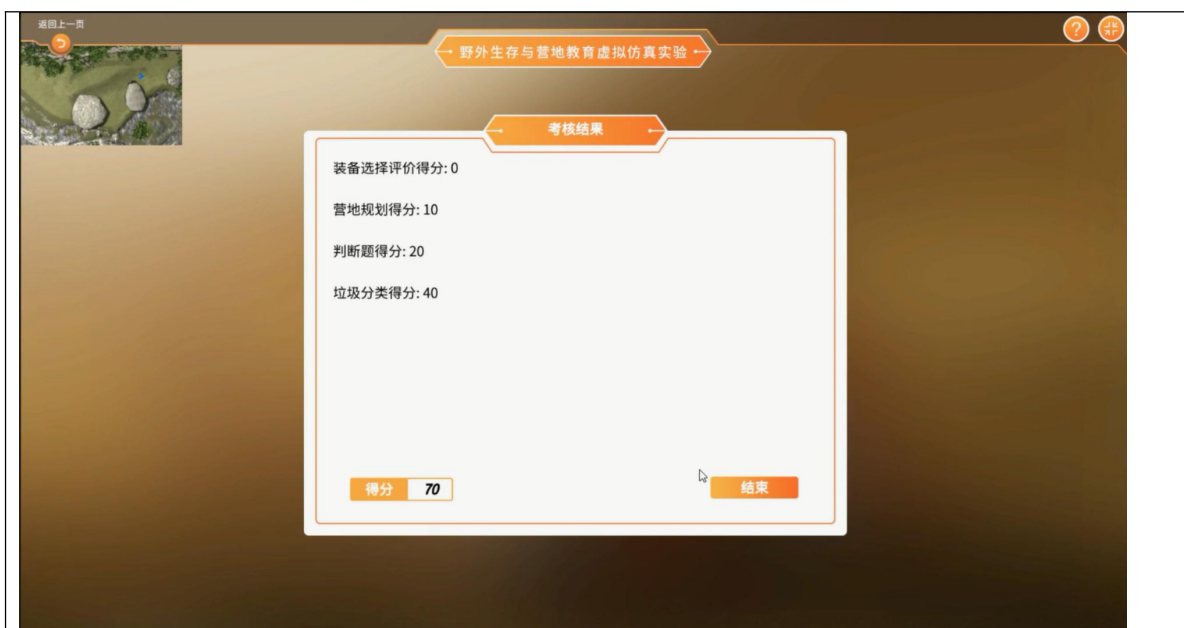 返回上一页
野外生存与营地教育虚拟仿真实验
?
考核结果
装备选择评价得分: 0
营地规划得分: 10
判断题得分: 20
垃圾分类得分: 40
得分 70
结束